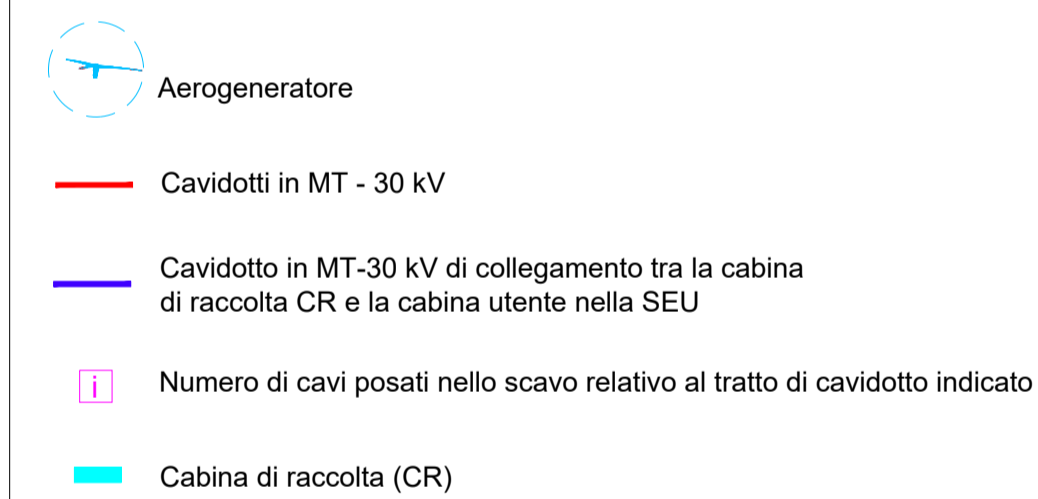 Aerogeneratore
Cavidotti in MT - 30 kV
Cavidotto in MT-30 kV di collegamento tra la cabina
di raccolta CR e la cabina utente nella SEU
i Numero di cavi posati nello scavo relativo al tratto di cavidotto indicato
Cabina di raccolta (CR)